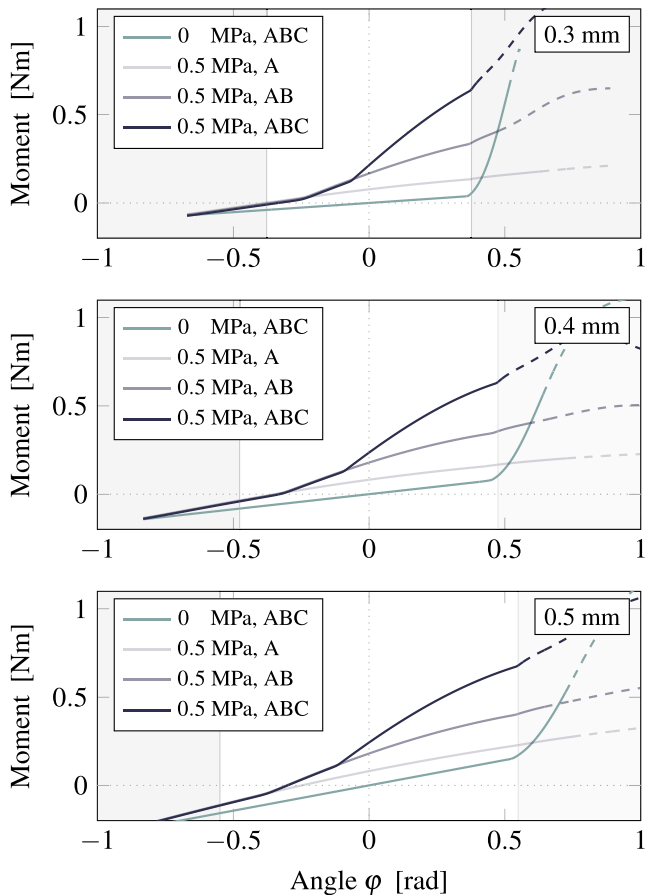 Moment [Nm]
1
0.5
0
0 MPa, ABC
0.5 MPa, A
0.5 MPa, AB
0.5 MPa, ABC
0.3 mm
−1 −0.5 0 0.5 1
Moment [Nm]
1
0.5
0
0 MPa, ABC
0.5 MPa, A
0.5 MPa, AB
0.5 MPa, ABC
0.4 mm
−1 −0.5 0 0.5 1
Moment [Nm]
1
0.5
0
0 MPa, ABC
0.5 MPa, A
0.5 MPa, AB
0.5 MPa, ABC
0.5 mm
−1 −0.5 0 0.5 1
Angle φ [rad]